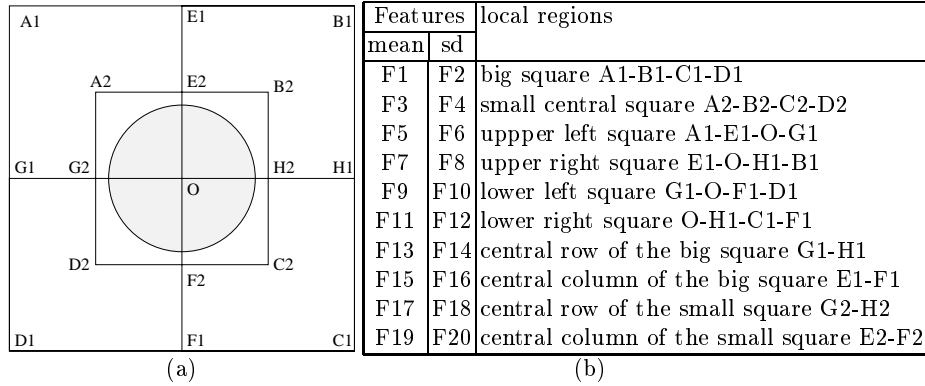 A1 E1 B1
A2 E2 B2
G1 G2 H2 H1
O
D2 C2
F2
D1 F1 C1
(a)
Features local regions
mean sd
F1 F2 big square A1-B1-C1-D1
F3 F4 small central square A2-B2-C2-D2
F5 F6 uppper left square A1-E1-O-G1
F7 F8 upper right square E1-O-H1-B1
F9 F10 lower left square G1-O-F1-D1
F11 F12 lower right square O-H1-C1-F1
F13 F14 central row of the big square G1-H1
F15 F16 central column of the big square E1-F1
F17 F18 central row of the small square G2-H2
F19 F20 central column of the small square E2-F2
(b)